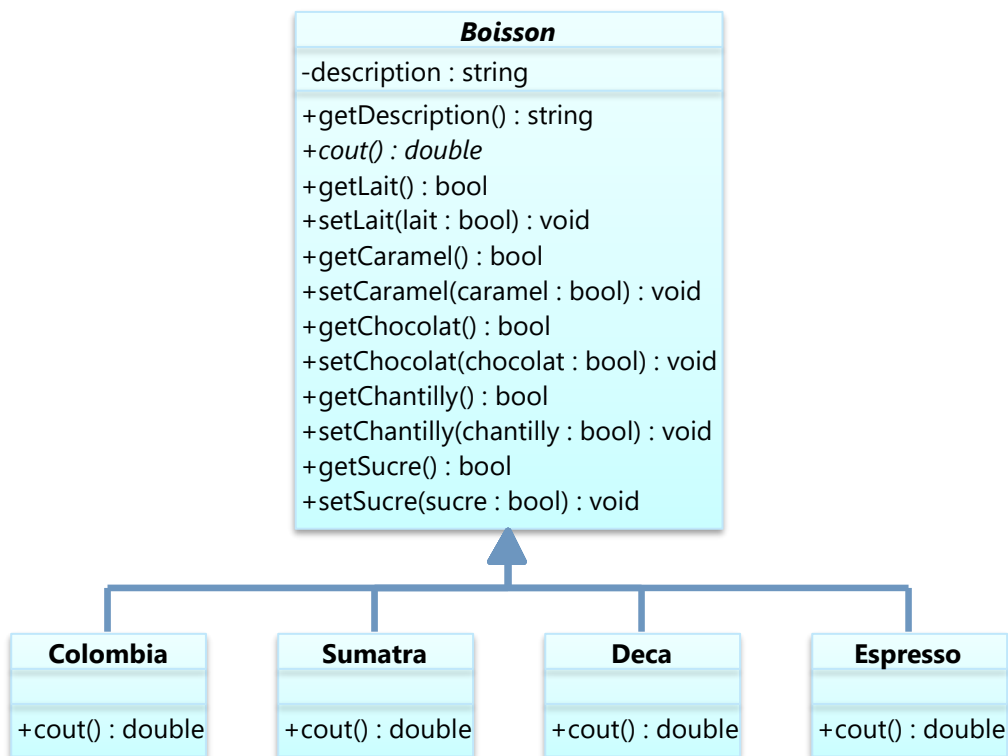 Boisson
-description : string
+getDescription() : string
+cout() : double
+getLait() : bool
+setLait(lait : bool) : void
+getCaramel() : bool
+setCaramel(caramel : bool) : void
+getChocolat() : bool
+setChocolat(chocolat : bool) : void
+getChantilly() : bool
+setChantilly(chantilly : bool) : void
+getSucre() : bool
+setSucre(sucre : bool) : void
Colombia
+cout() : double
Sumatra
+cout() : double
Deca
+cout() : double
Espresso
+cout() : double